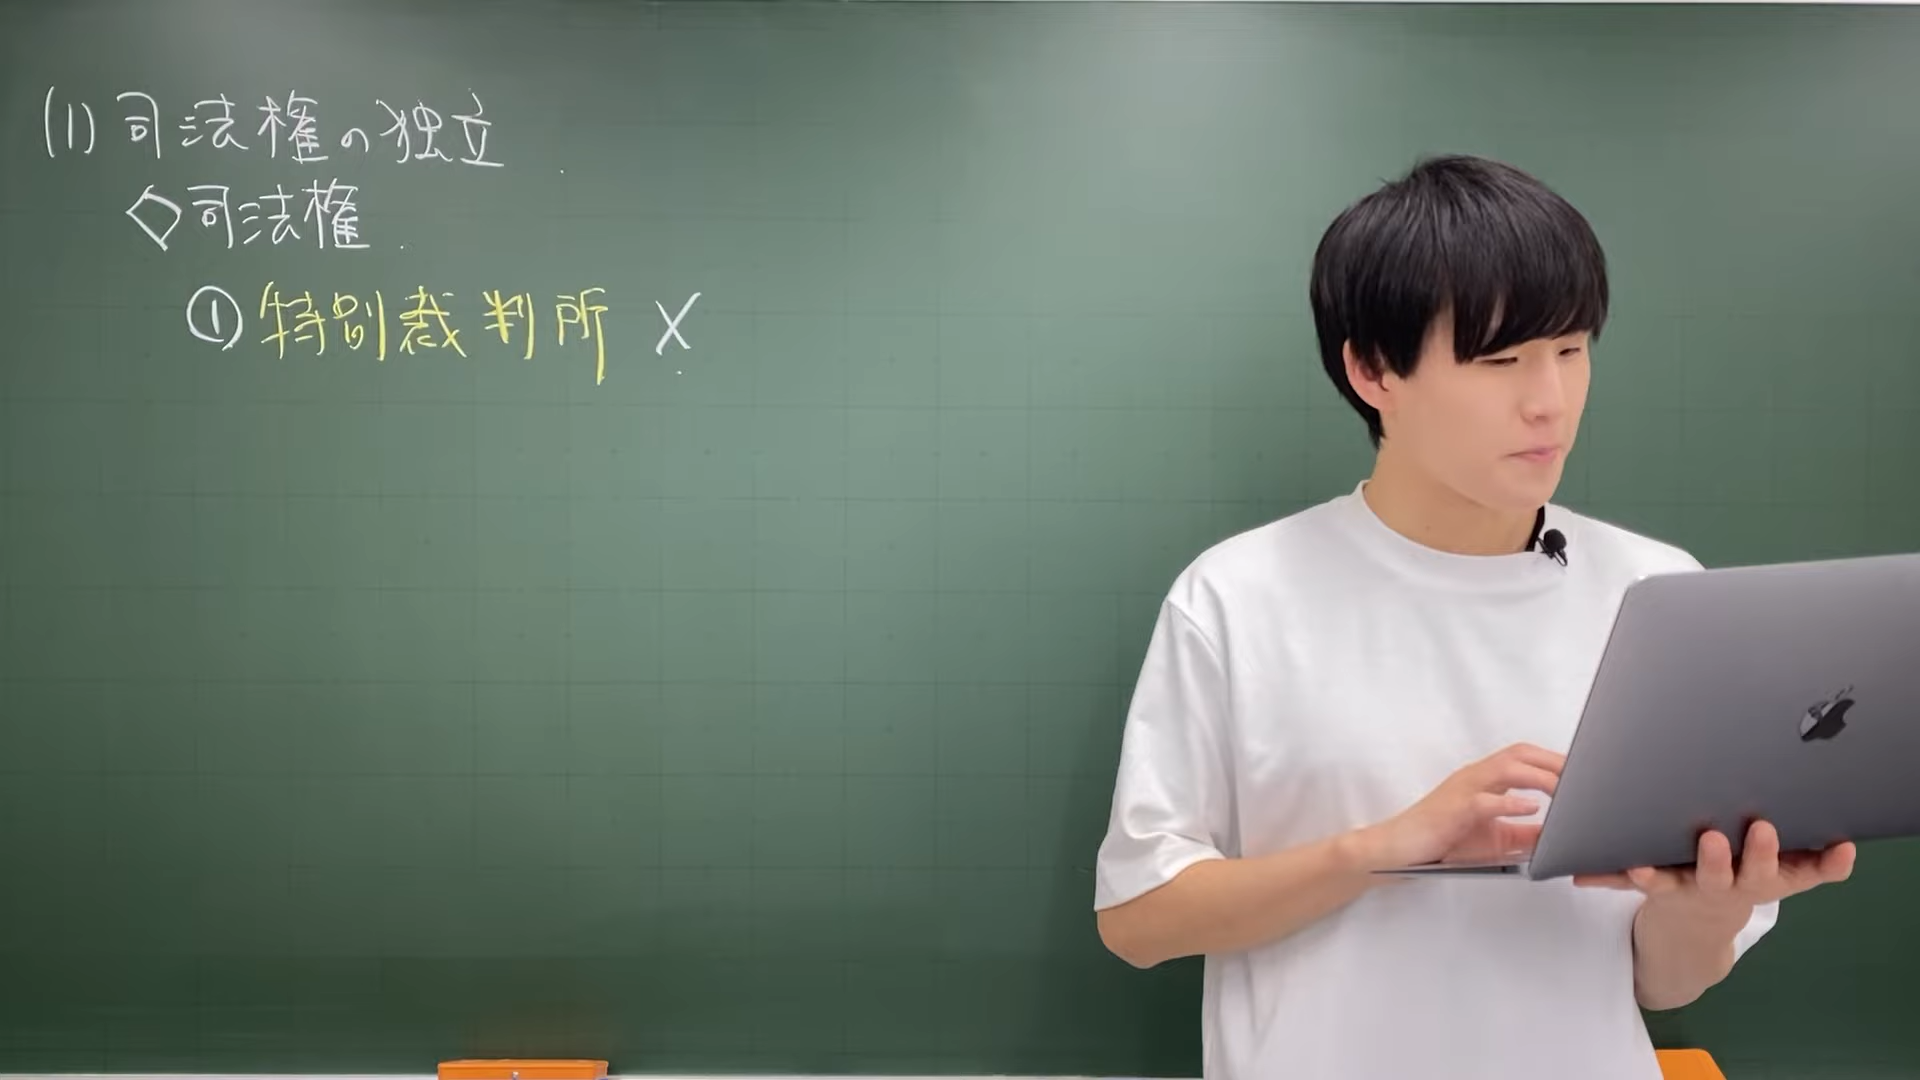 (1) 司法権の独立
◇司法権
① 特別裁判所 ×